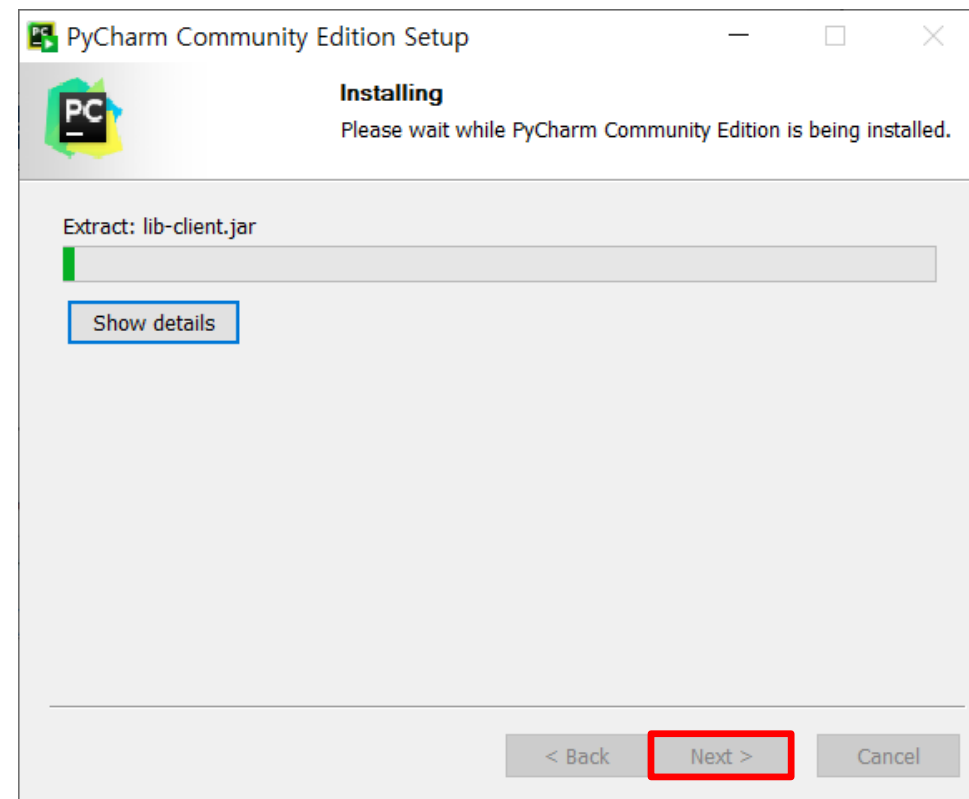 PyCharm Community Edition Setup
PC
Installing
Please wait while PyCharm Community Edition is being installed.
Extract: lib-client.jar
Show details
< Back
Next >
Cancel